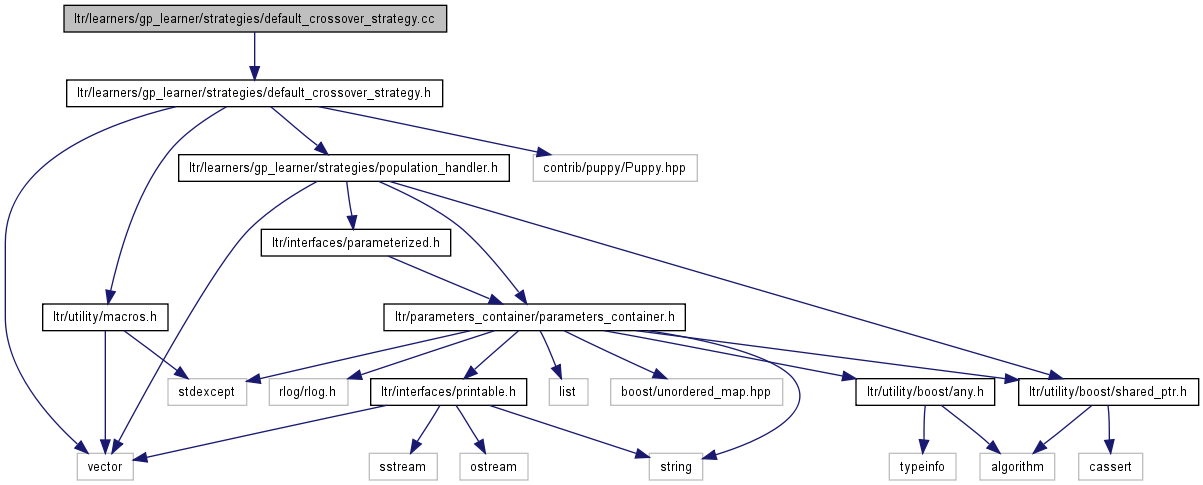 ltr/learners/gp_learner/strategies/default_crossover_strategy.cc
ltr/learners/gp_learner/strategies/default_crossover_strategy.h
ltr/learners/gp_learner/strategies/population_handler.h
contrib/puppy/Puppy.hpp
ltr/interfaces/parameterized.h
ltr/utility/macros.h
ltr/parameters_container/parameters_container.h
stdexcept
rlog/rlog.h
ltr/interfaces/printable.h
list
boost/unordered_map.hpp
ltr/utility/boost/any.h
ltr/utility/boost/shared_ptr.h
vector
sstream
ostream
string
typeinfo
algorithm
cassert